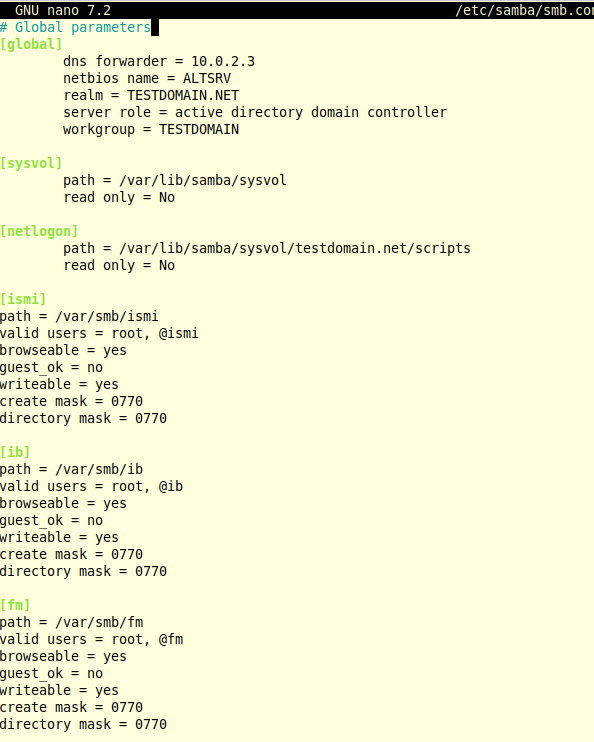 GNU nano 7.2 /etc/samba/smb.con
# Global parameters
[global]
dns forwarder = 10.0.2.3
netbios name = ALTSRV
realm = TESTDOMAIN.NET
server role = active directory domain controller
workgroup = TESTDOMAIN
[sysvol]
path = /var/lib/samba/sysvol
read only = No
[netlogon]
path = /var/lib/samba/sysvol/testdomain.net/scripts
read only = No
[ismi]
path = /var/smb/ismi
valid users = root, @ismi
browseable = yes
guest_ok = no
writeable = yes
create mask = 0770
directory mask = 0770
[ib]
path = /var/smb/ib
valid users = root, @ib
browseable = yes
guest_ok = no
writeable = yes
create mask = 0770
directory mask = 0770
[fm]
path = /var/smb/fm
valid users = root, @fm
browseable = yes
guest_ok = no
writeable = yes
create mask = 0770
directory mask = 0770